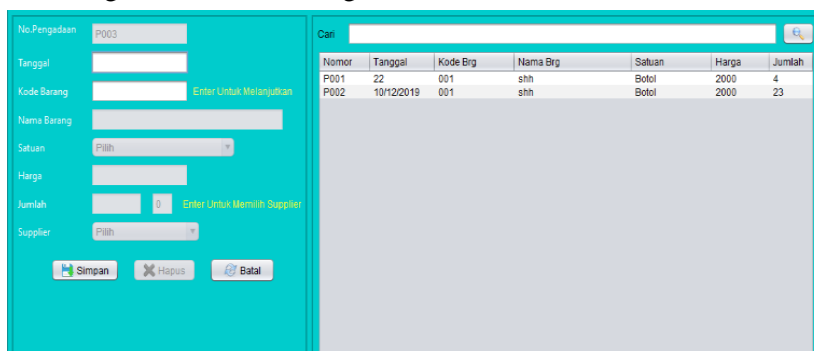 No.Pengadaan P003
Tanggal
Kode Barang Enter Untuk Melanjutkan
Nama Barang
Satuan Pilih
Harga
Jumlah 0 Enter Untuk Memilih Supplier
Supplier Pilih
Simpan Hapus Batal
Cari
Nomor Tanggal Kode Brg Nama Brg Satuan Harga Jumlah
P001 22 001 shh Botol 2000 4
P002 10/12/2019 001 shh Botol 2000 23